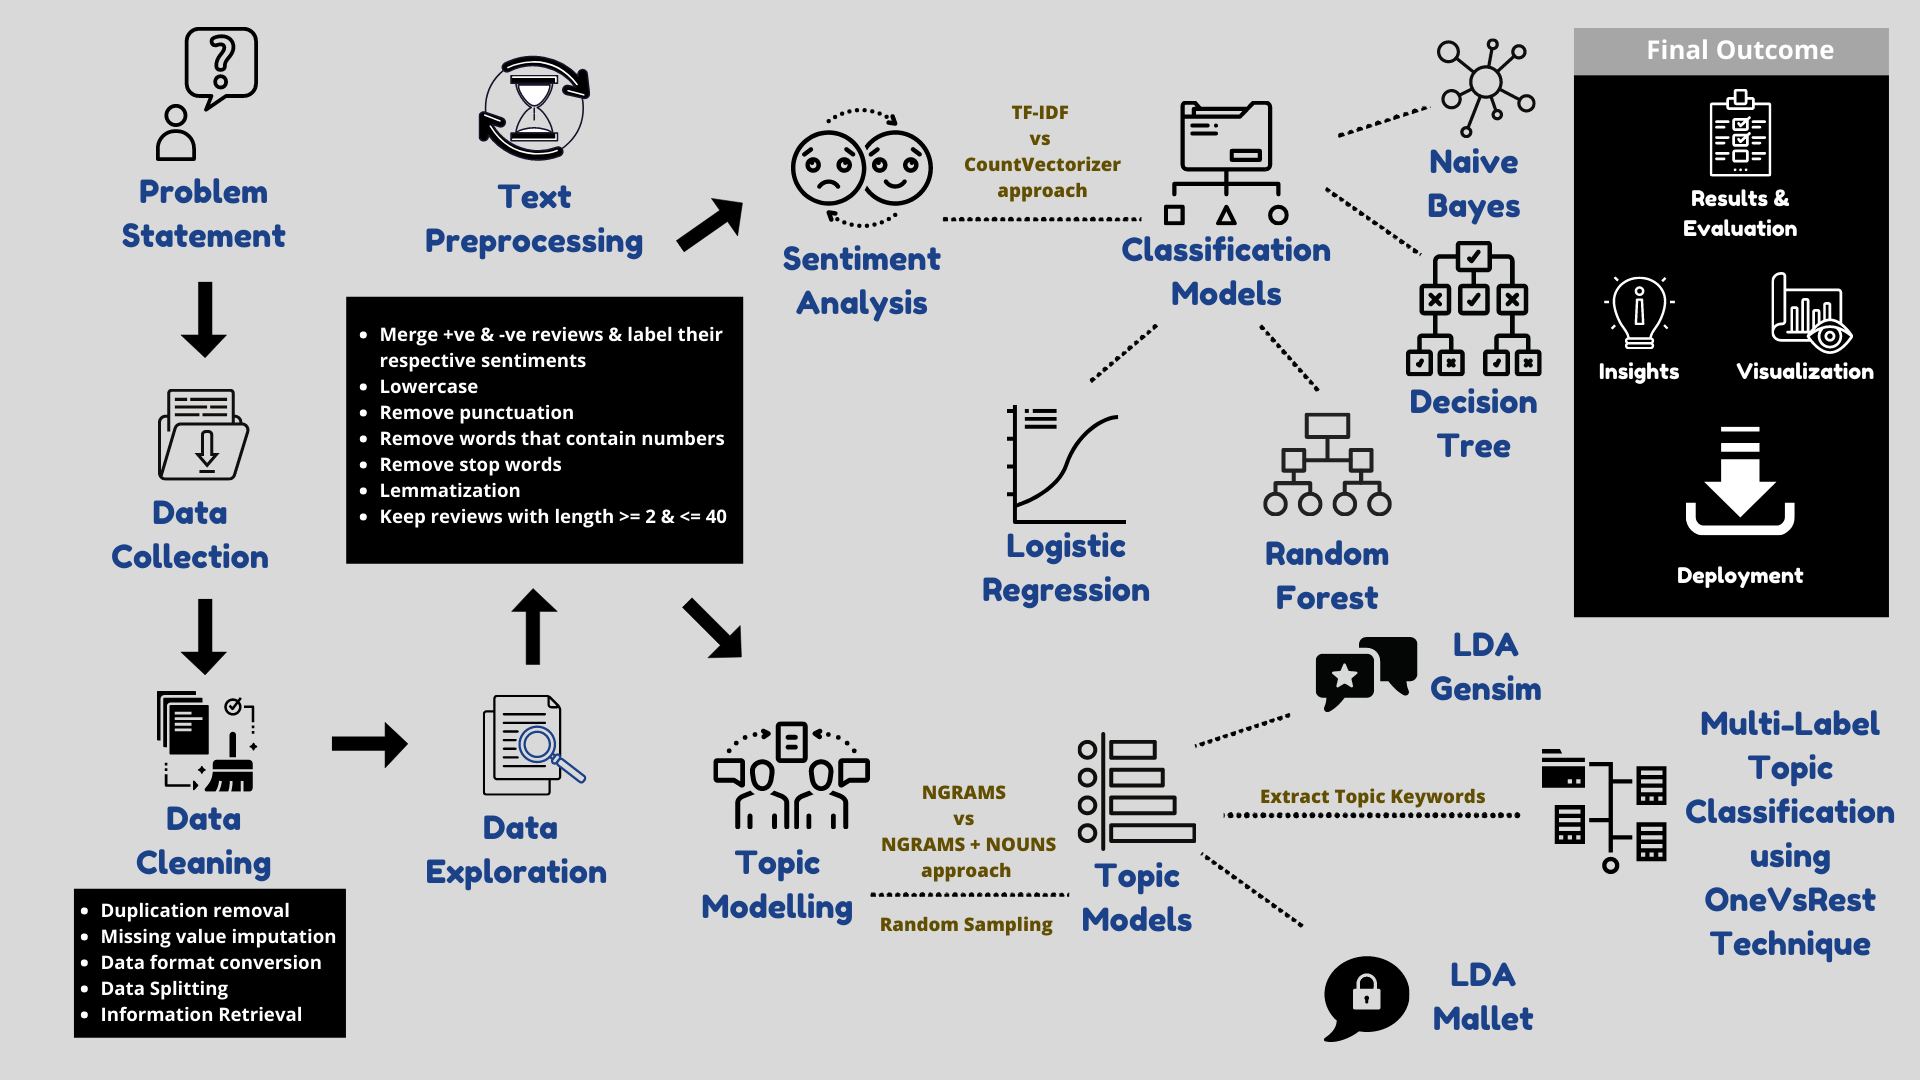 Problem
Statement
Data
Collection
Data
Cleaning
• Duplication removal
• Missing value imputation
• Data format conversion
• Data Splitting
• Information Retrieval
Data
Exploration
Text
Preprocessing
• Merge +ve & -ve reviews & label their
respective sentiments
• Lowercase
• Remove punctuation
• Remove words that contain numbers
• Remove stop words
• Lemmatization
• Keep reviews with length >= 2 & <= 40
Sentiment
Analysis
TF-IDF
vs
CountVectorizer
approach
Classification
Models
Naive
Bayes
Decision
Tree
Logistic
Regression
Random
Forest
Topic
Modelling
NGRAMS
vs
NGRAMS + NOUNS
approach
Random Sampling
Topic
Models
LDA
Gensim
Extract Topic Keywords
LDA
Mallet
Multi-Label
Topic
Classification
using
OneVsRest
Technique
Final Outcome
Results &
Evaluation
Insights
Visualization
Deployment